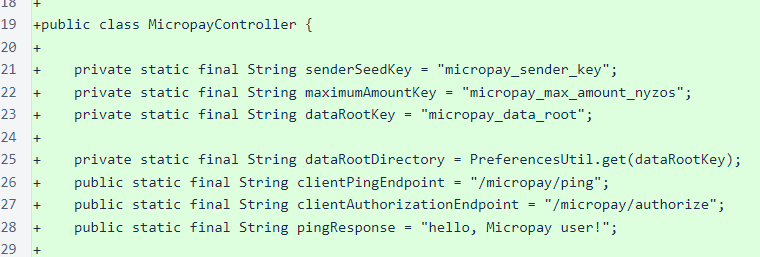 18 +
19 +public class MicropayController {
20 +
21 +    private static final String senderSeedKey = "micropay_sender_key";
22 +    private static final String maximumAmountKey = "micropay_max_amount_nyzos";
23 +    private static final String dataRootKey = "micropay_data_root";
24 +
25 +    private static final String dataRootDirectory = PreferencesUtil.get(dataRootKey);
26 +    public static final String clientPingEndpoint = "/micropay/ping";
27 +    public static final String clientAuthorizationEndpoint = "/micropay/authorize";
28 +    public static final String pingResponse = "hello, Micropay user!";
29 +